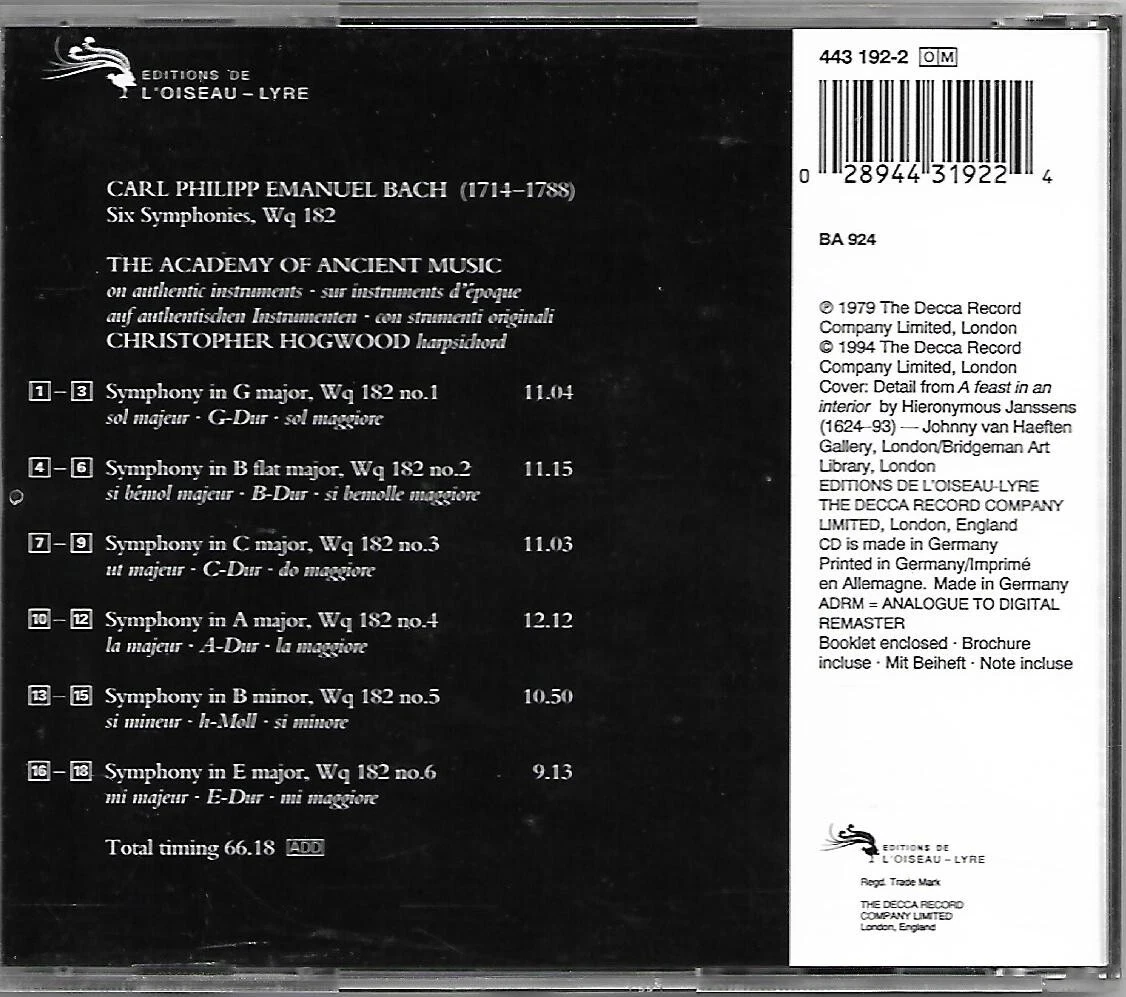 EDITIONS DE
L'OISEAU-LYRE
CARL PHILIPP EMANUEL BACH (1714–1788)
Six Symphonies, Wq 182
THE ACADEMY OF ANCIENT MUSIC
on authentic instruments · sur instruments d'époque
auf authentischen Instrumenten · con strumenti originali
CHRISTOPHER HOGWOOD harpsichord
1 – 3 Symphony in G major, Wq 182 no.1 11.04
sol majeur · G-Dur · sol maggiore
4 – 6 Symphony in B flat major, Wq 182 no.2 11.15
si bémol majeur · B-Dur · si bemolle maggiore
7 – 9 Symphony in C major, Wq 182 no.3 11.03
ut majeur · C-Dur · do maggiore
10 – 12 Symphony in A major, Wq 182 no.4 12.12
la majeur · A-Dur · la maggiore
13 – 15 Symphony in B minor, Wq 182 no.5 10.50
si mineur · h-Moll · si minore
16 – 18 Symphony in E major, Wq 182 no.6 9.13
mi majeur · E-Dur · mi maggiore
Total timing 66.18 ADD
443 192-2 OM
0 28944 31922 4
BA 924
℗ 1979 The Decca Record
Company Limited, London
© 1994 The Decca Record
Company Limited, London
Cover: Detail from A feast in an
interior by Hieronymous Janssens
(1624–93) — Johnny van Haeften
Gallery, London/Bridgeman Art
Library, London
EDITIONS DE L'OISEAU-LYRE
THE DECCA RECORD COMPANY
LIMITED, London, England
CD is made in Germany
Printed in Germany/Imprimé
en Allemagne. Made in Germany
ADRM = ANALOGUE TO DIGITAL
REMASTER
Booklet enclosed · Brochure
incluse · Mit Beiheft · Note incluse
EDITIONS DE
L'OISEAU-LYRE
Regd. Trade Mark
THE DECCA RECORD
COMPANY LIMITED
London, England